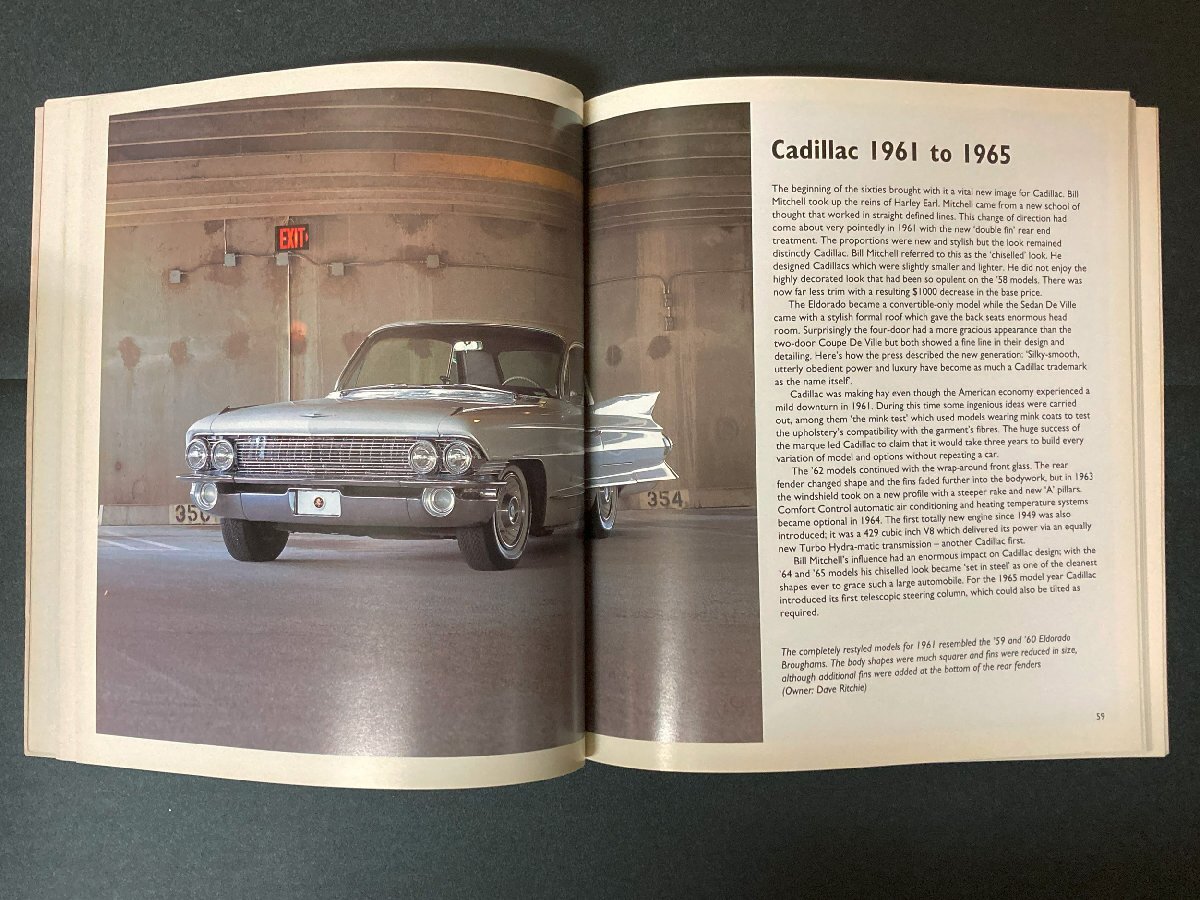 EXIT
354
Cadillac 1961 to 1965
The beginning of the sixties brought with it a vital new image for Cadillac. Bill
Mitchell took up the reins of Harley Earl. Mitchell came from a new school of
thought that worked in straight defined lines. This change of direction had
come about very pointedly in 1961 with the new 'double fin' rear end
treatment. The proportions were new and stylish but the look remained
distinctly Cadillac. Bill Mitchell referred to this as the 'chiselled' look. He
designed Cadillacs which were slightly smaller and lighter. He did not enjoy the
highly decorated look that had been so opulent on the '58 models. There was
now far less trim with a resulting $1000 decrease in the base price.
The Eldorado became a convertible-only model while the Sedan De Ville
came with a stylish formal roof which gave the back seats enormous head
room. Surprisingly the four-door had a more gracious appearance than the
two-door Coupe De Ville but both showed a fine line in their design and
detailing. Here's how the press described the new generation: 'Silky-smooth,
utterly obedient power and luxury have become as much a Cadillac trademark
as the name itself'.
Cadillac was making hay even though the American economy experienced a
mild downturn in 1961. During this time some ingenious ideas were carried
out, among them 'the mink test' which used models wearing mink coats to test
the upholstery's compatibility with the garment's fibres. The huge success of
the marque led Cadillac to claim that it would take three years to build every
variation of model and options without repeating a car.
The '62 models continued with the wrap-around front glass. The rear
fender changed shape and the fins faded further into the bodywork, but in 1963
the windshield took on a new profile with a steeper rake and new 'A' pillars.
Comfort Control automatic air conditioning and heating temperature systems
became optional in 1964. The first totally new engine since 1949 was also
introduced; it was a 429 cubic inch V8 which delivered its power via an equally
new Turbo Hydra-matic transmission – another Cadillac first.
Bill Mitchell's influence had an enormous impact on Cadillac design; with the
'64 and '65 models his chiselled look became 'set in steel' as one of the cleanest
shapes ever to grace such a large automobile. For the 1965 model year Cadillac
introduced its first telescopic steering column, which could also be tilted as
required.
The completely restyled models for 1961 resembled the '59 and '60 Eldorado
Broughams. The body shapes were much squarer and fins were reduced in size,
although additional fins were added at the bottom of the rear fenders
(Owner: Dave Ritchie)
59